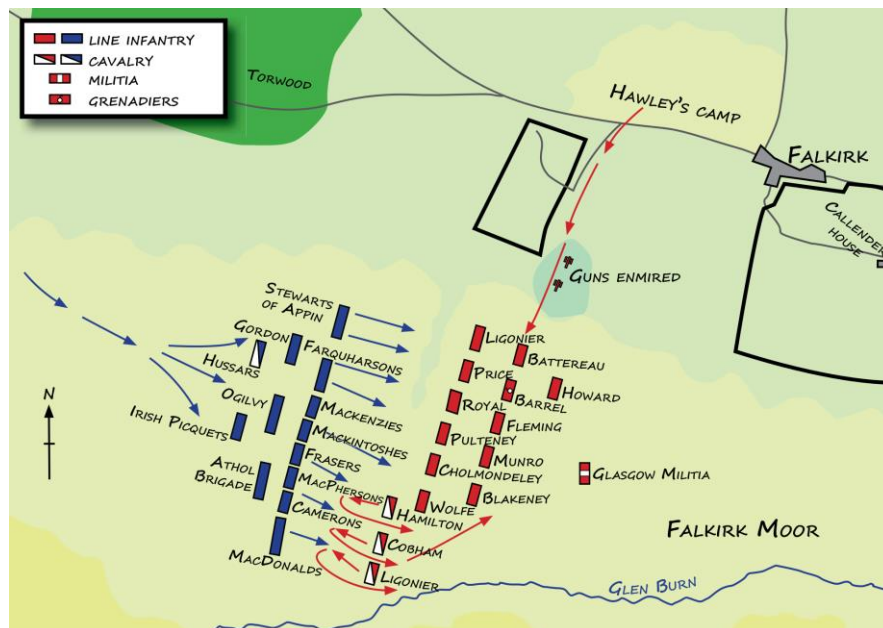 LINE INFANTRY
CAVALRY
MILITIA
GRENADIERS
TORWOOD
HAWLEY'S CAMP
FALKIRK
CALLENDER
HOUSE
GUNS ENMIRED
STEWARTS
OF APPIN
GORDON
HUSSARS
FARQUHARSONS
OGILVY
IRISH PICQUETS
MACKENZIES
MACKINTOSHES
FRASERS
ATHOL
BRIGADE
MACPHERSONS
CAMERONS
MACDONALDS
LIGONIER
BATTEREAU
PRICE
HOWARD
BARREL
ROYAL
FLEMING
PULTENEY
MUNRO
CHOLMONDELEY
GLASGOW MILITIA
BLAKENEY
WOLFE
HAMILTON
COBHAM
LIGONIER
N
FALKIRK MOOR
GLEN BURN